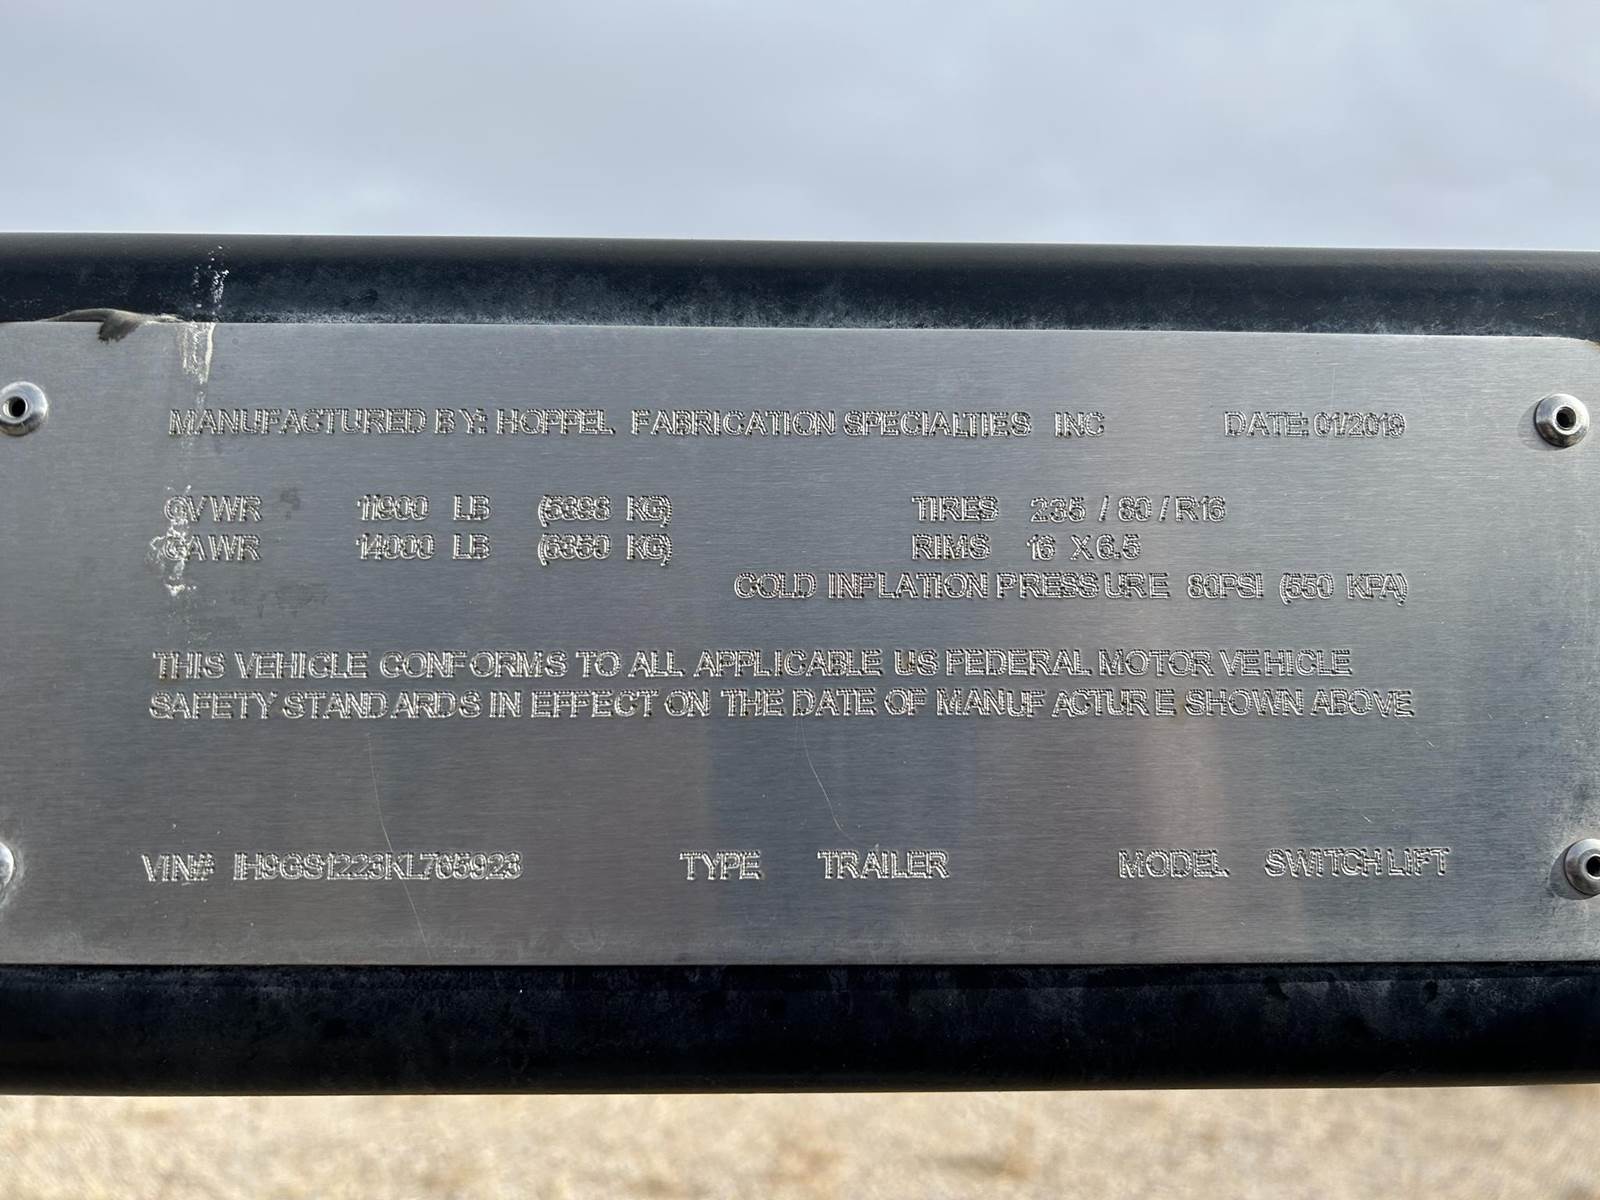 MANUFACTURED BY: HOPPEL FABRICATION SPECIALTIES INC DATE: 01/2019
GVWR 11900 LB (5398 KG) TIRES 235 / 80 / R16
GAWR 14000 LB (6350 KG) RIMS 16 X 6.5
COLD INFLATION PRESSURE 80PSI (550 KPA)
THIS VEHICLE CONFORMS TO ALL APPLICABLE US FEDERAL MOTOR VEHICLE
SAFETY STANDARDS IN EFFECT ON THE DATE OF MANUFACTURE SHOWN ABOVE
VIN# 1H9GS1223KL705923 TYPE TRAILER MODEL SWITCH LIFT